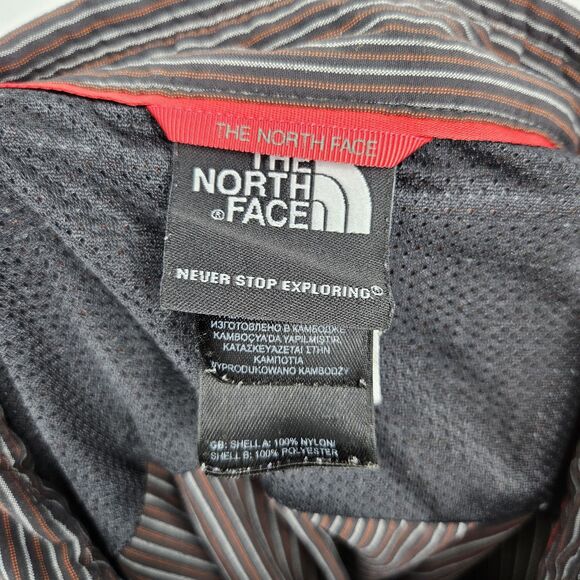 THE NORTH FACE
THE
NORTH
® FACE
NEVER STOP EXPLORING®
ИЗГОТОВЛЕНО В КАМБОДЖЕ
KAMBOÇYA'DA YAPILMIŞTIR.
ΚΑΤΑΣΚΕΥΑΖΕΤΑΙ ΣΤΗΝ
ΚΑΜΠΟΤΙΑ
WYPRODUKOWANO KAMBODŻY
GB: SHELL A: 100% NYLON/
SHELL B: 100% POLYESTER